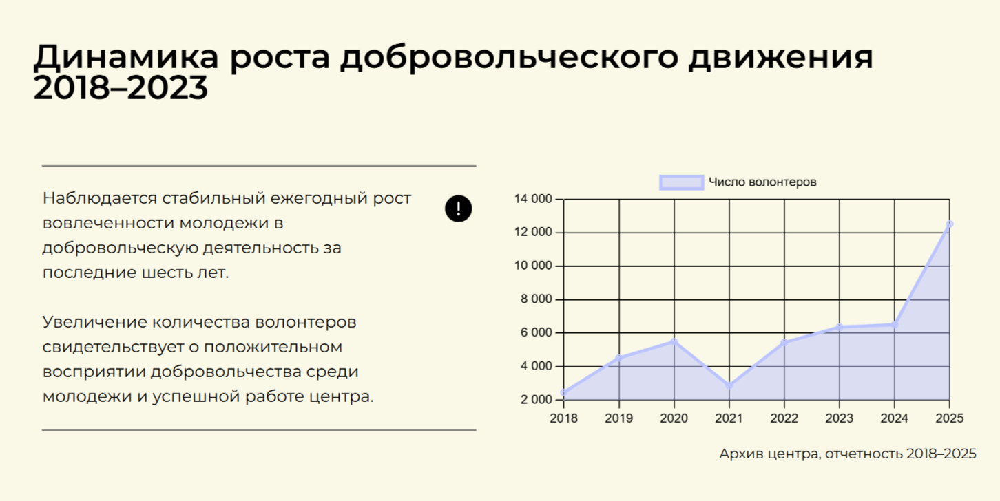 Динамика роста добровольческого движения
2018–2023
Наблюдается стабильный ежегодный рост
вовлеченности молодежи в
добровольческую деятельность за
последние шесть лет.
Увеличение количества волонтеров
свидетельствует о положительном
восприятии добровольчества среди
молодежи и успешной работе центра.
!
Число волонтеров
14 000
12 000
10 000
8 000
6 000
4 000
2 000
2018 2019 2020 2021 2022 2023 2024 2025
Архив центра, отчетность 2018–2025